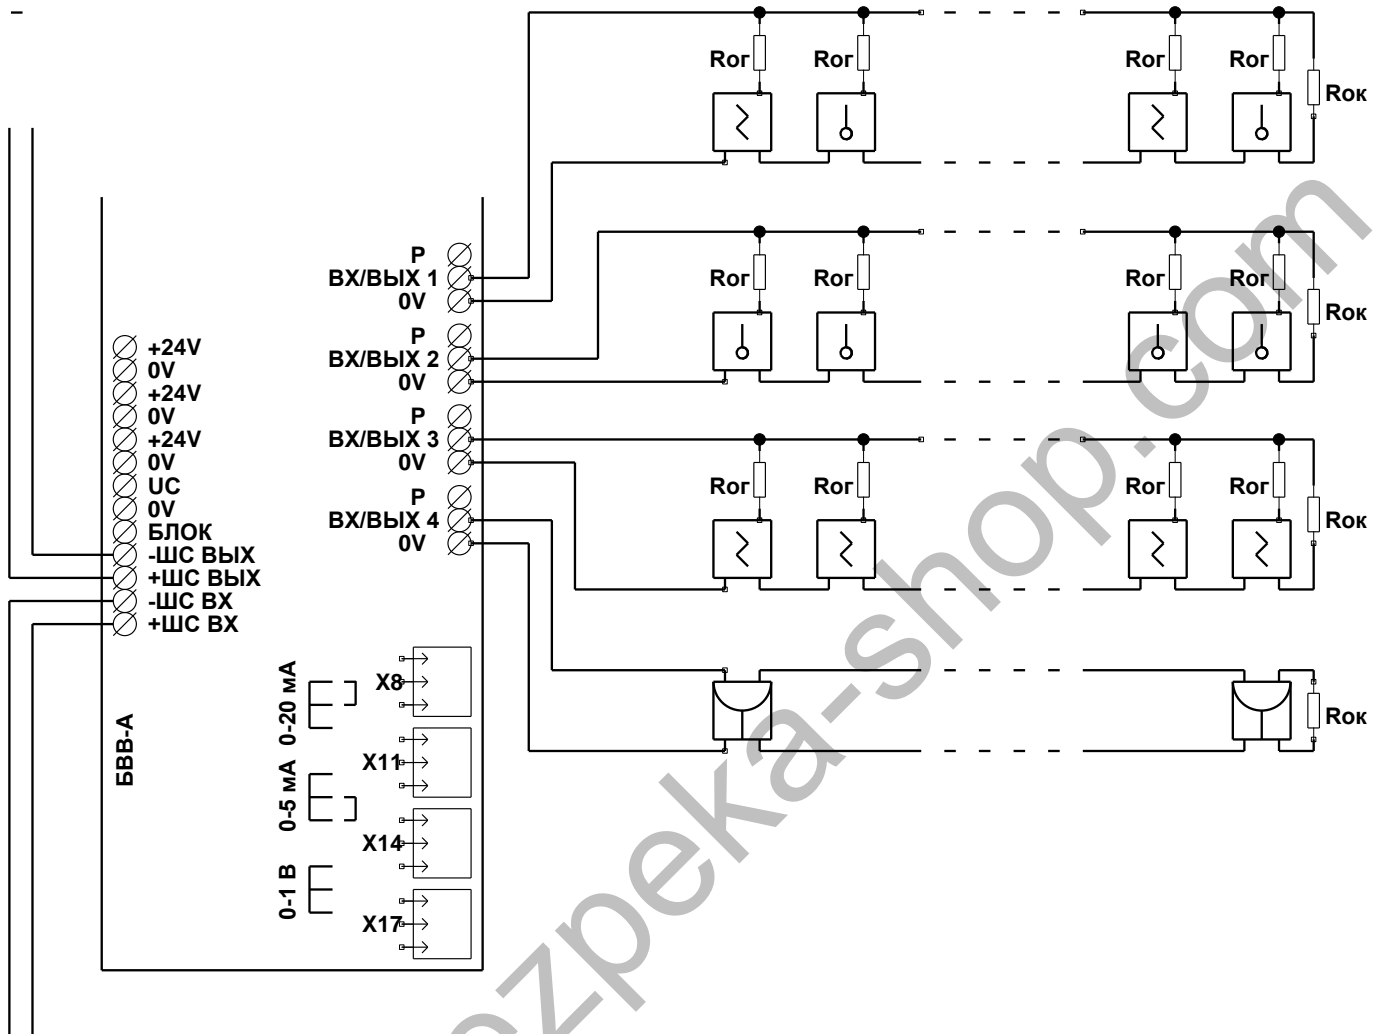 Rог Rог Rог Rог Rок
P
ВХ/ВЫХ 1
0V
Rог Rог Rог Rог Rок
P
ВХ/ВЫХ 2
0V
P
ВХ/ВЫХ 3
0V
Rог Rог Rог Rог Rок
P
ВХ/ВЫХ 4
0V
+24V
0V
+24V
0V
+24V
0V
UC
0V
БЛОК
-ШС ВЫХ
+ШС ВЫХ
-ШС ВХ
+ШС ВХ
Rок
БВВ-А
0-20 мА
0-5 мА
0-1 В
X8
X11
X14
X17
ezpeka-shop.com